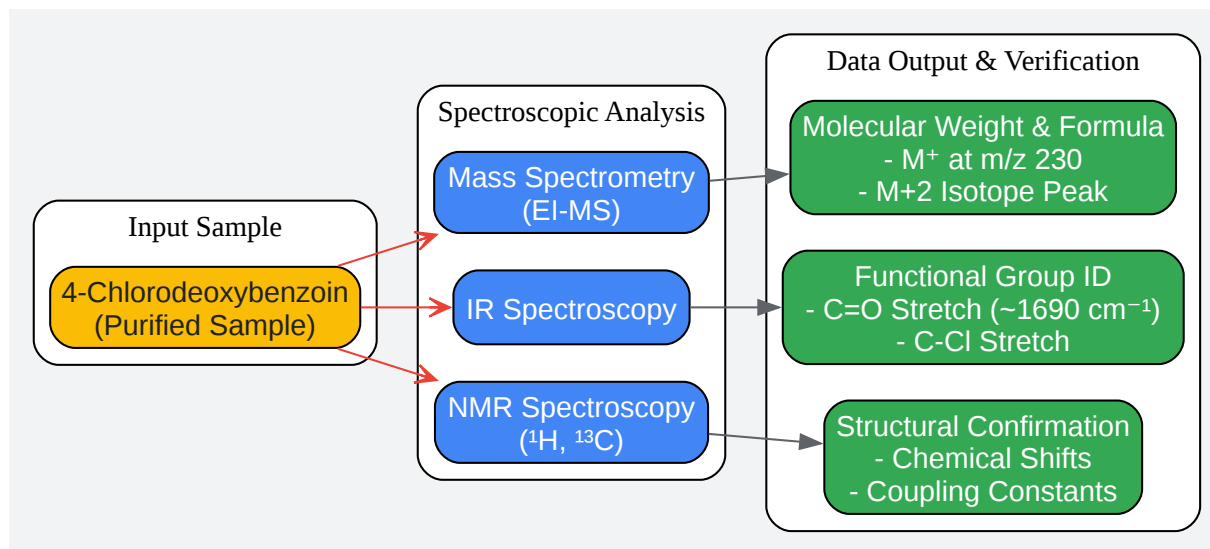 Input Sample
4-Chlorodeoxybenzoin
(Purified Sample)
Spectroscopic Analysis
Mass Spectrometry
(EI-MS)
IR Spectroscopy
NMR Spectroscopy
(¹H, ¹³C)
Data Output & Verification
Molecular Weight & Formula
- M⁺ at m/z 230
- M+2 Isotope Peak
Functional Group ID
- C=O Stretch (~1690 cm⁻¹)
- C-Cl Stretch
Structural Confirmation
- Chemical Shifts
- Coupling Constants